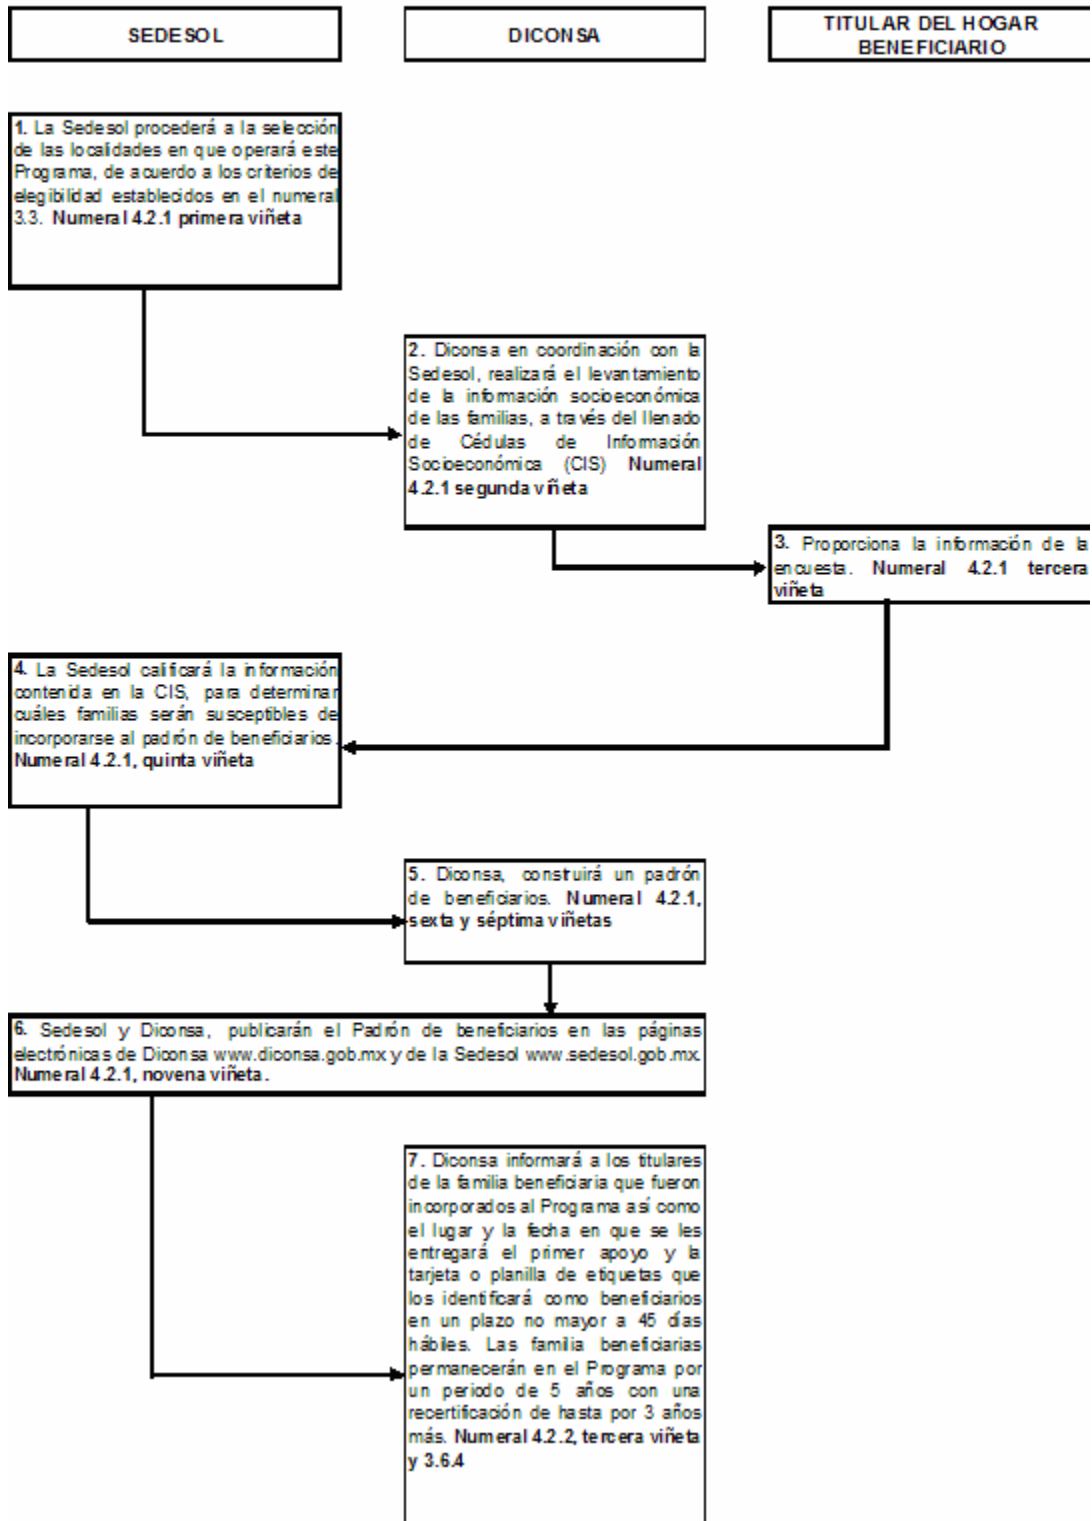 SEDESOL
DICONSA
TITULAR DEL HOGAR
BENEFICIARIO
1. La Sedesol procederá a la selección
de las localidades en que operará este
Programa, de acuerdo a los criterios de
elegibilidad establecidos en el numeral
3.3. Numeral 4.2.1 primera viñeta
2. Diconsa en coordinación con la
Sedesol, realizará el levantamiento
de la información socioeconómica
de las familias, a través del llenado
de Cédulas de Información
Socioeconómica (CIS) Numeral
4.2.1 segunda viñeta
3. Proporciona la información de la
encuesta. Numeral 4.2.1 tercera
viñeta
4. La Sedesol calificará la información
contenida en la CIS, para determinar
cuáles familias serán susceptibles de
incorporarse al padrón de beneficiarios.
Numeral 4.2.1, quinta viñeta
5. Diconsa, construirá un padrón
de beneficiarios. Numeral 4.2.1,
sexta y séptima viñetas
6. Sedesol y Diconsa, publicarán el Padrón de beneficiarios en las páginas
electrónicas de Diconsa www.diconsa.gob.mx y de la Sedesol www.sedesol.gob.mx.
Numeral 4.2.1, novena viñeta.
7. Diconsa informará a los titulares
de la familia beneficiaria que fueron
incorporados al Programa así como
el lugar y la fecha en que se les
entregará el primer apoyo y la
tarjeta o planilla de etiquetas que
los identificará como beneficiarios
en un plazo no mayor a 45 días
hábiles. Las familia beneficiarias
permanecerán en el Programa por
un periodo de 5 años con una
recertificación de hasta por 3 años
más. Numeral 4.2.2, tercera viñeta
y 3.6.4